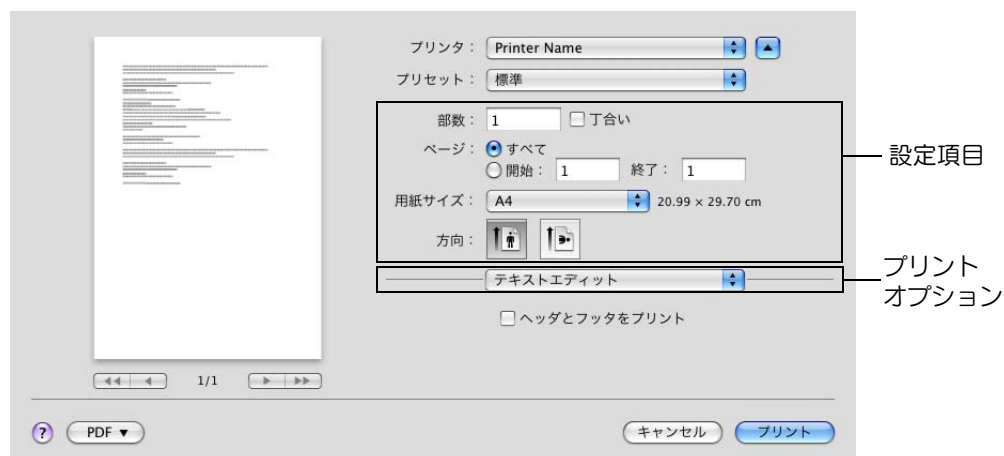 プリンタ： Printer Name
プリセット： 標準
部数： 1 丁合い
ページ： すべて
開始： 1 終了： 1
用紙サイズ： A4 20.99 × 29.70 cm
方向：
テキストエディット
ヘッダとフッタをプリント
設定項目
プリント
オプション
1/1
? PDF ▼ キャンセル プリント